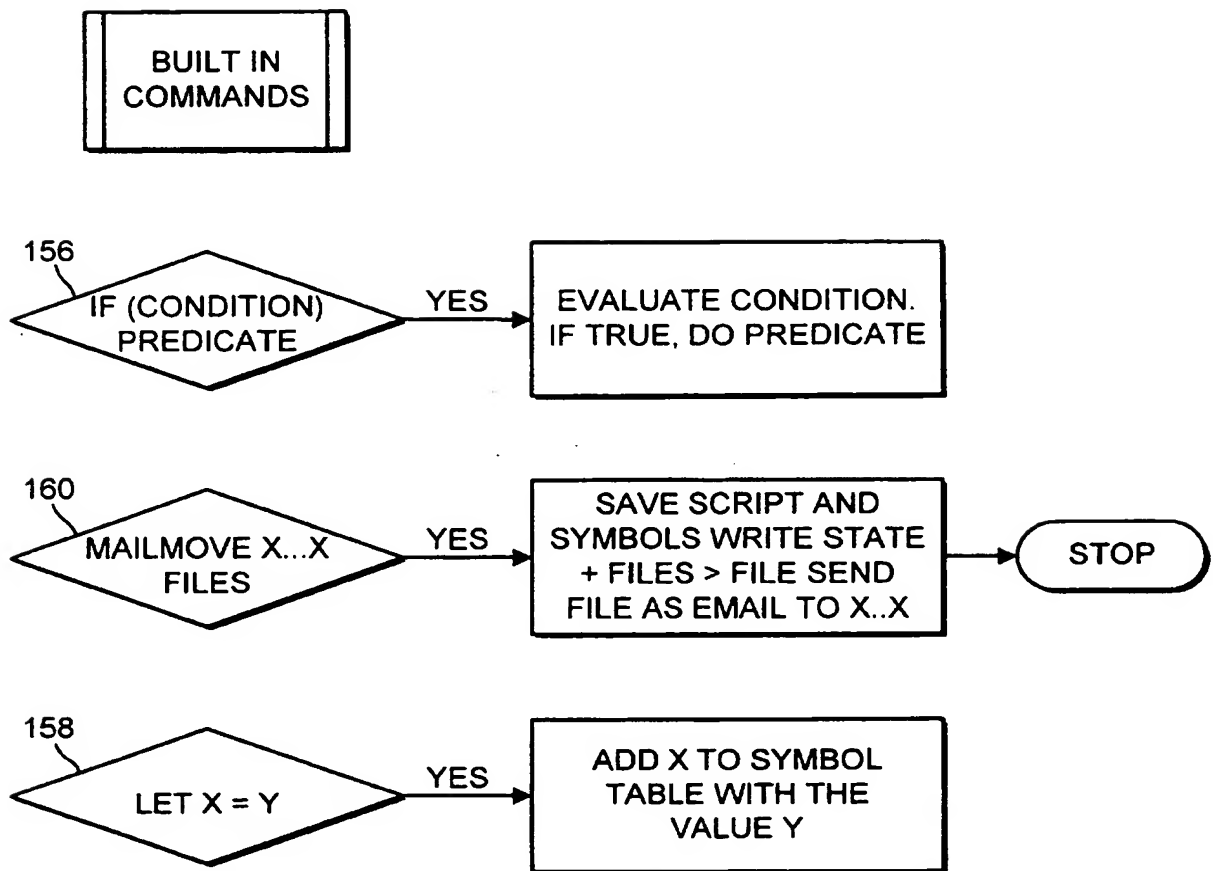 BUILT IN
COMMANDS
156
IF (CONDITION)
PREDICATE
YES
EVALUATE CONDITION.
IF TRUE, DO PREDICATE
160
MAILMOVE X...X
FILES
YES
SAVE SCRIPT AND
SYMBOLS WRITE STATE
+ FILES > FILE SEND
FILE AS EMAIL TO X..X
STOP
158
LET X = Y
YES
ADD X TO SYMBOL
TABLE WITH THE
VALUE Y